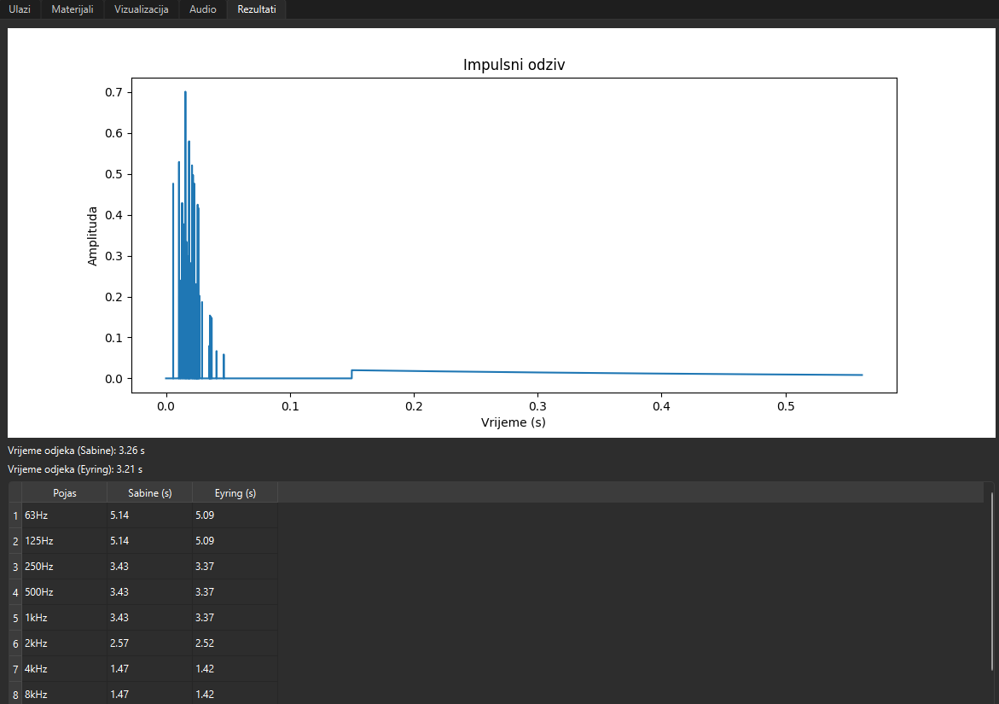 Ulazi Materijali Vizualizacija Audio Rezultati
Impulsni odziv
0.7
0.6
0.5
0.4
0.3
0.2
0.1
0.0
Amplituda
0.0 0.1 0.2 0.3 0.4 0.5
Vrijeme (s)
Vrijeme odjeka (Sabine): 3.26 s
Vrijeme odjeka (Eyring): 3.21 s
Pojas Sabine (s) Eyring (s)
1 63Hz 5.14 5.09
2 125Hz 5.14 5.09
3 250Hz 3.43 3.37
4 500Hz 3.43 3.37
5 1kHz 3.43 3.37
6 2kHz 2.57 2.52
7 4kHz 1.47 1.42
8 8kHz 1.47 1.42